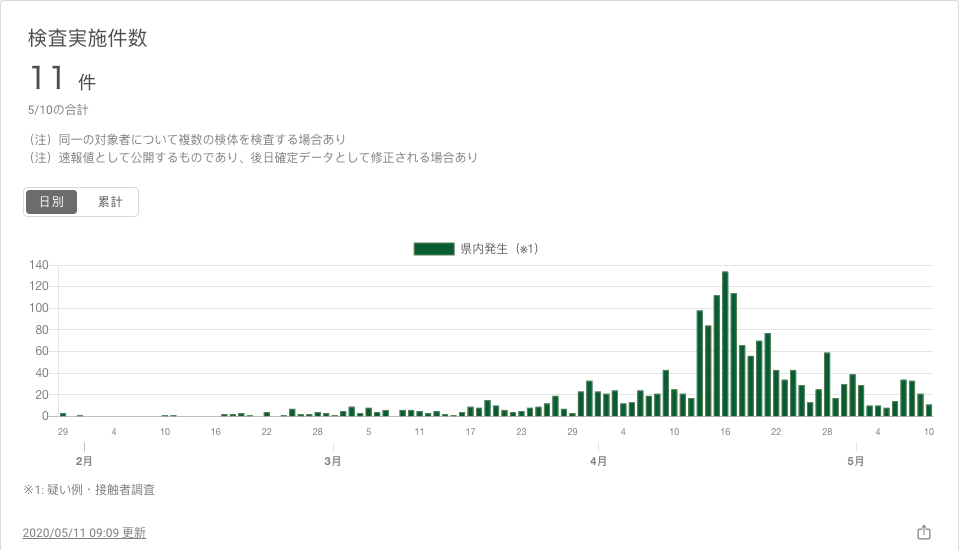 検査実施件数
11 件
5/10の合計
（注）同一の対象者について複数の検体を検査する場合あり
（注）速報値として公開するものであり、後日確定データとして修正される場合あり
日別 累計
県内発生（※1）
140
120
100
80
60
40
20
0
29 4 10 16 22 28 5 11 17 23 29 4 10 16 22 28 4 10
2月 3月 4月 5月
※1: 疑い例・接触者調査
2020/05/11 09:09 更新